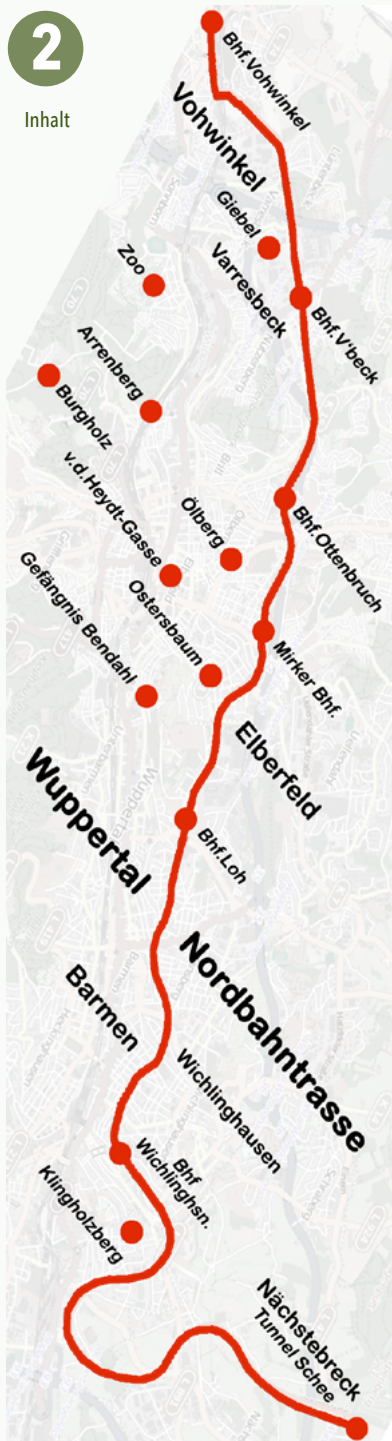 2
Inhalt
Bhf.Vohwinkel
Vohwinkel
Giebel
Zoo
Varresbeck
Bhf.V'beck
Arrenberg
Burgholz
v.d.Heydt-Gasse
Ölberg
Bhf.Ottenbruch
Gefängnis Bendahl
Ostersbaum
Mirker Bhf.
Elberfeld
Wuppertal
Bhf.Loh
Nordbahntrasse
Barmen
Wichlinghausen
Bhf
Wichlinghsn.
Klingholzberg
Nächstebreck
Tunnel Schee